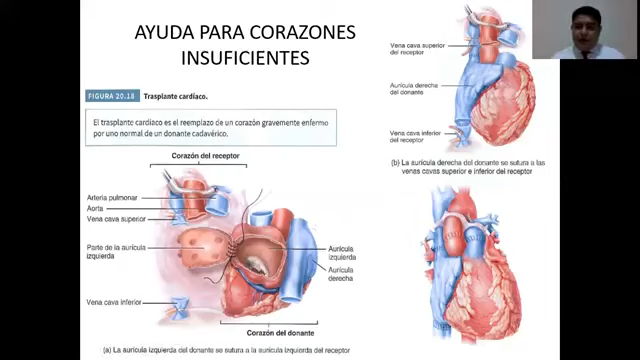 AYUDA PARA CORAZONES
INSUFICIENTES
FIGURA 20.18 Trasplante cardíaco.
El trasplante cardíaco es el reemplazo de un corazón gravemente enfermo
por uno normal de un donante cadavérico.
Corazón del receptor
Arteria pulmonar
Aorta
Vena cava superior
Parte de la aurícula
izquierda
Vena cava inferior
Aurícula
izquierda
Aurícula
derecha
Corazón del donante
(a) La aurícula izquierda del donante se sutura a la aurícula izquierda del receptor
Vena cava superior
del receptor
Aurícula derecha
del donante
Vena cava inferior
del receptor
(b) La aurícula derecha del donante se sutura a las
venas cavas superior e inferior del receptor